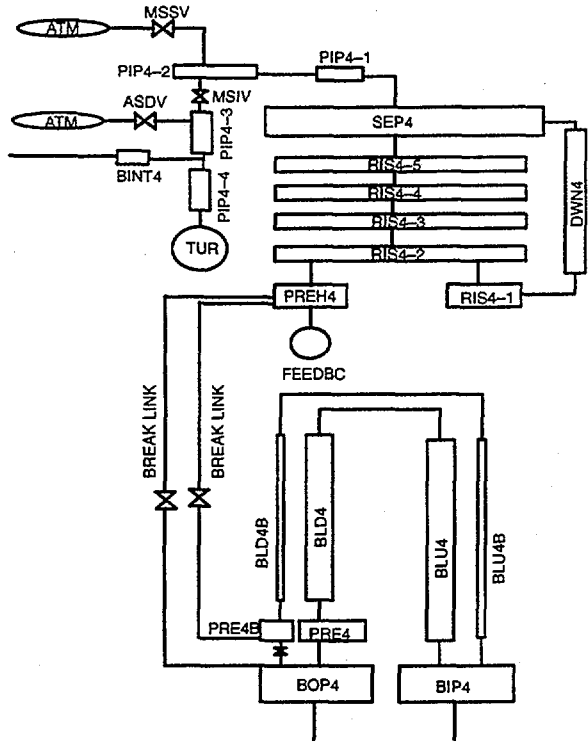 MSSV
ATM
PIP4-1
PIP4-2
MSIV
ASDV
ATM
PIP4-3
SEP4
BINT4
RIS4-5
PIP4-4
RIS4-4
DWN4
RIS4-3
TUR
RIS4-2
PREH4
RIS4-1
FEEDBC
BREAK LINK
BREAK LINK
BLD4B
BLD4
BLU4
BLU4B
PRE4B
PRE4
BOP4
BIP4